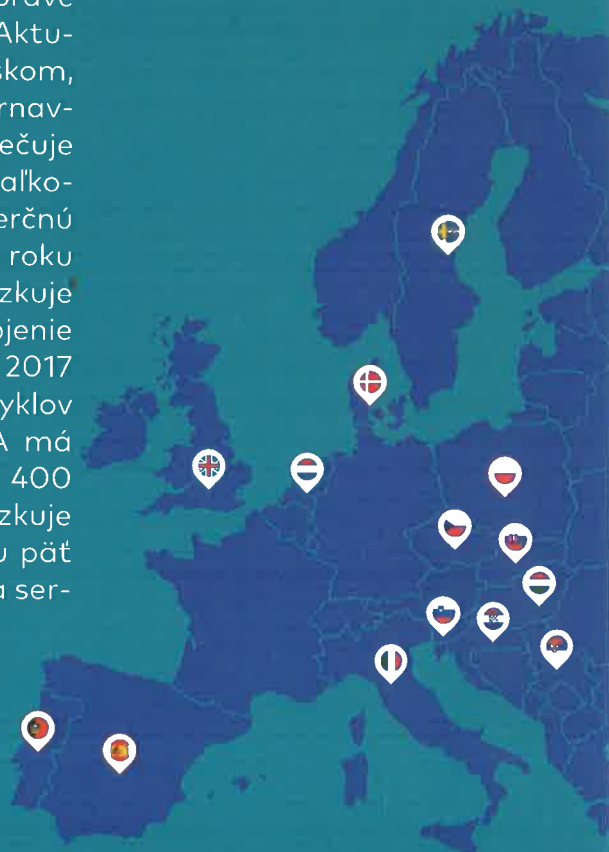 Aktu-
skom,
rnav-
ečuje
aľko-
erčnú
roku
zkuje
ojenie
2017
yklov
A má
400
zkuje
u päť
a ser-